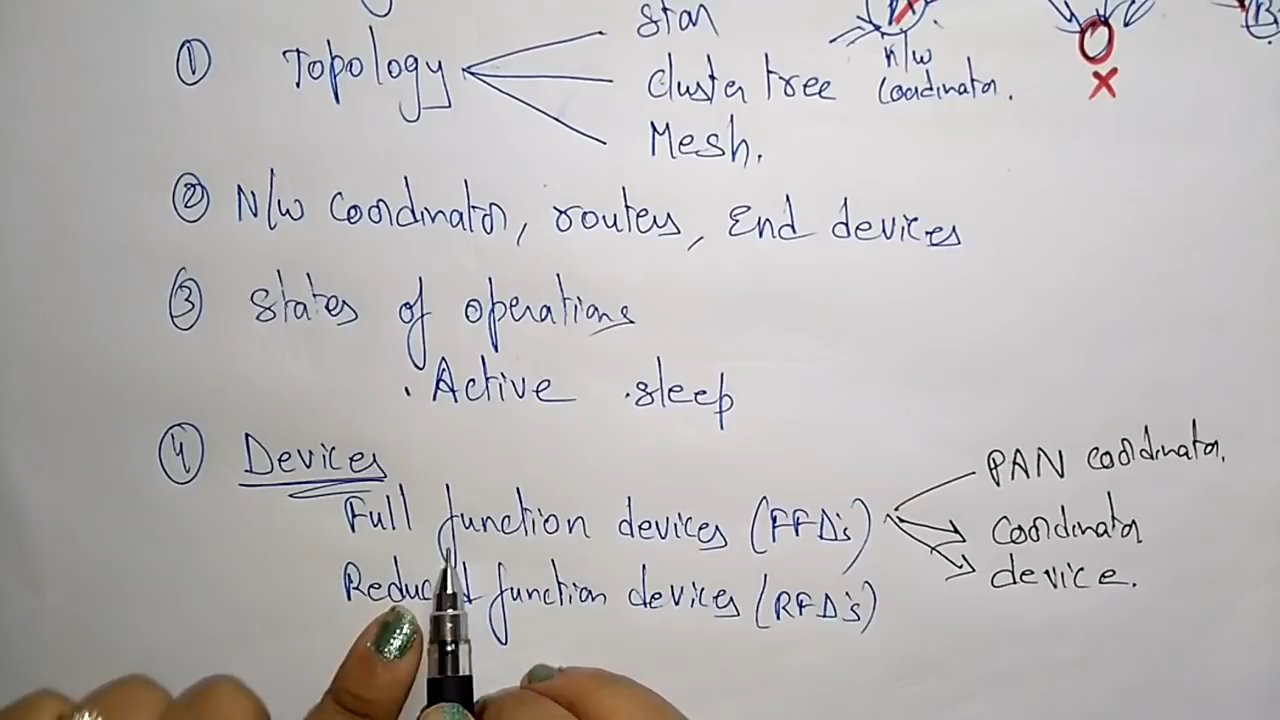 ① Topology
Star
Cluster tree
Mesh.
N/w
Coordinator.
② N/w Coordinator, routers, End devices
③ States of operations
. Active . sleep
④ Devices
Full function devices (FFD's)
PAN coordinator.
coordinator
device.
Reduced function devices (RFD's)
B